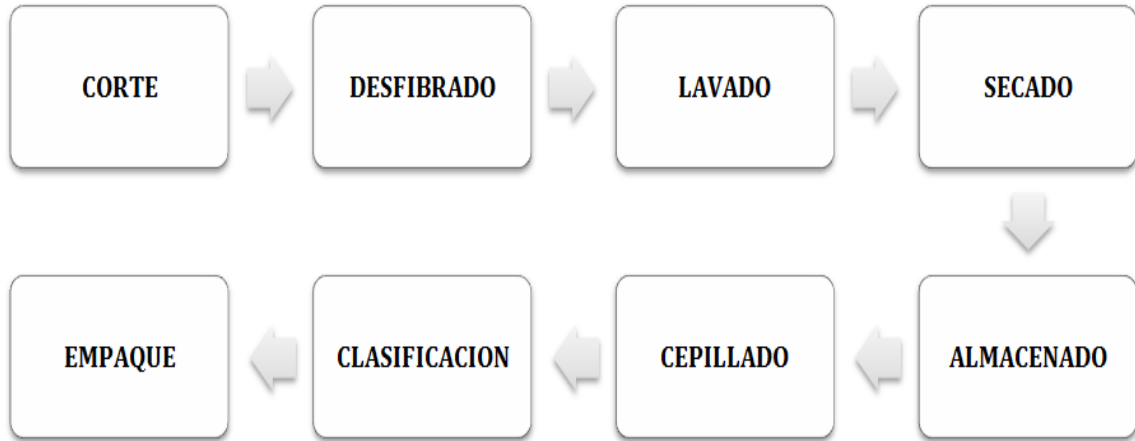 CORTE
DESFIBRADO
LAVADO
SECADO
ALMACENADO
CEPILLADO
CLASIFICACION
EMPAQUE